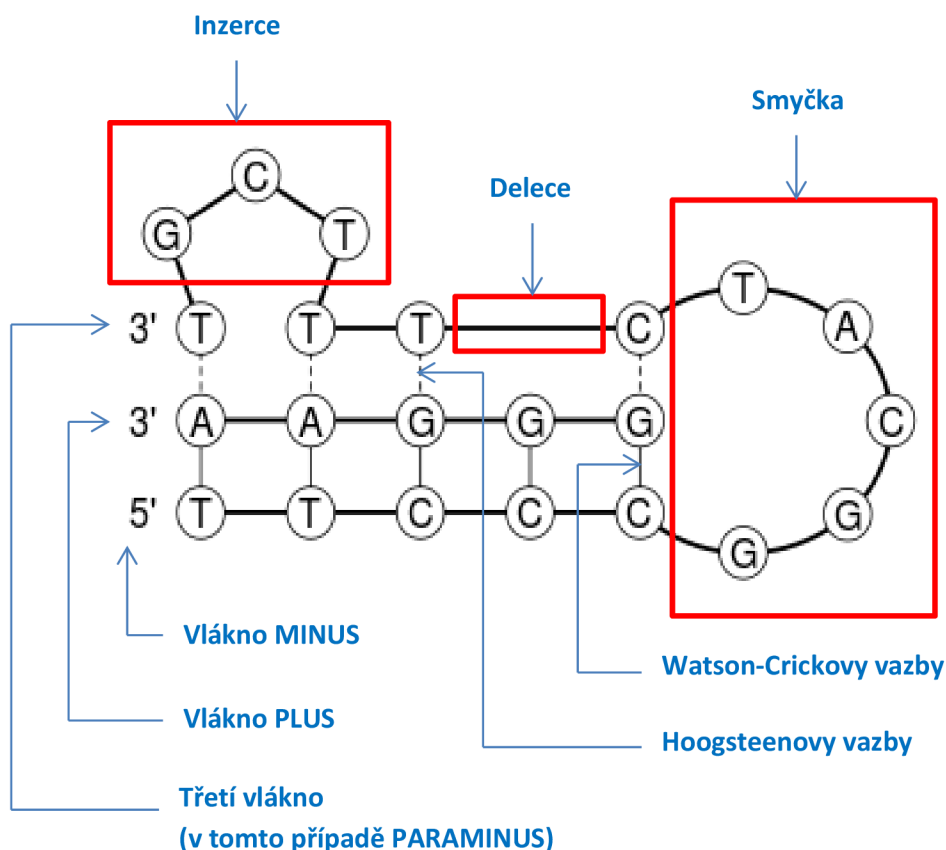 Inzerce
Smyčka
Delece
C
G T
T
3' T T T C
A
3' A A G G G
C
5' T T C C C
G
G
Vlákno MINUS
Watson-Crickovy vazby
Vlákno PLUS
Hoogsteenovy vazby
Třetí vlákno
(v tomto případě PARAMINUS)